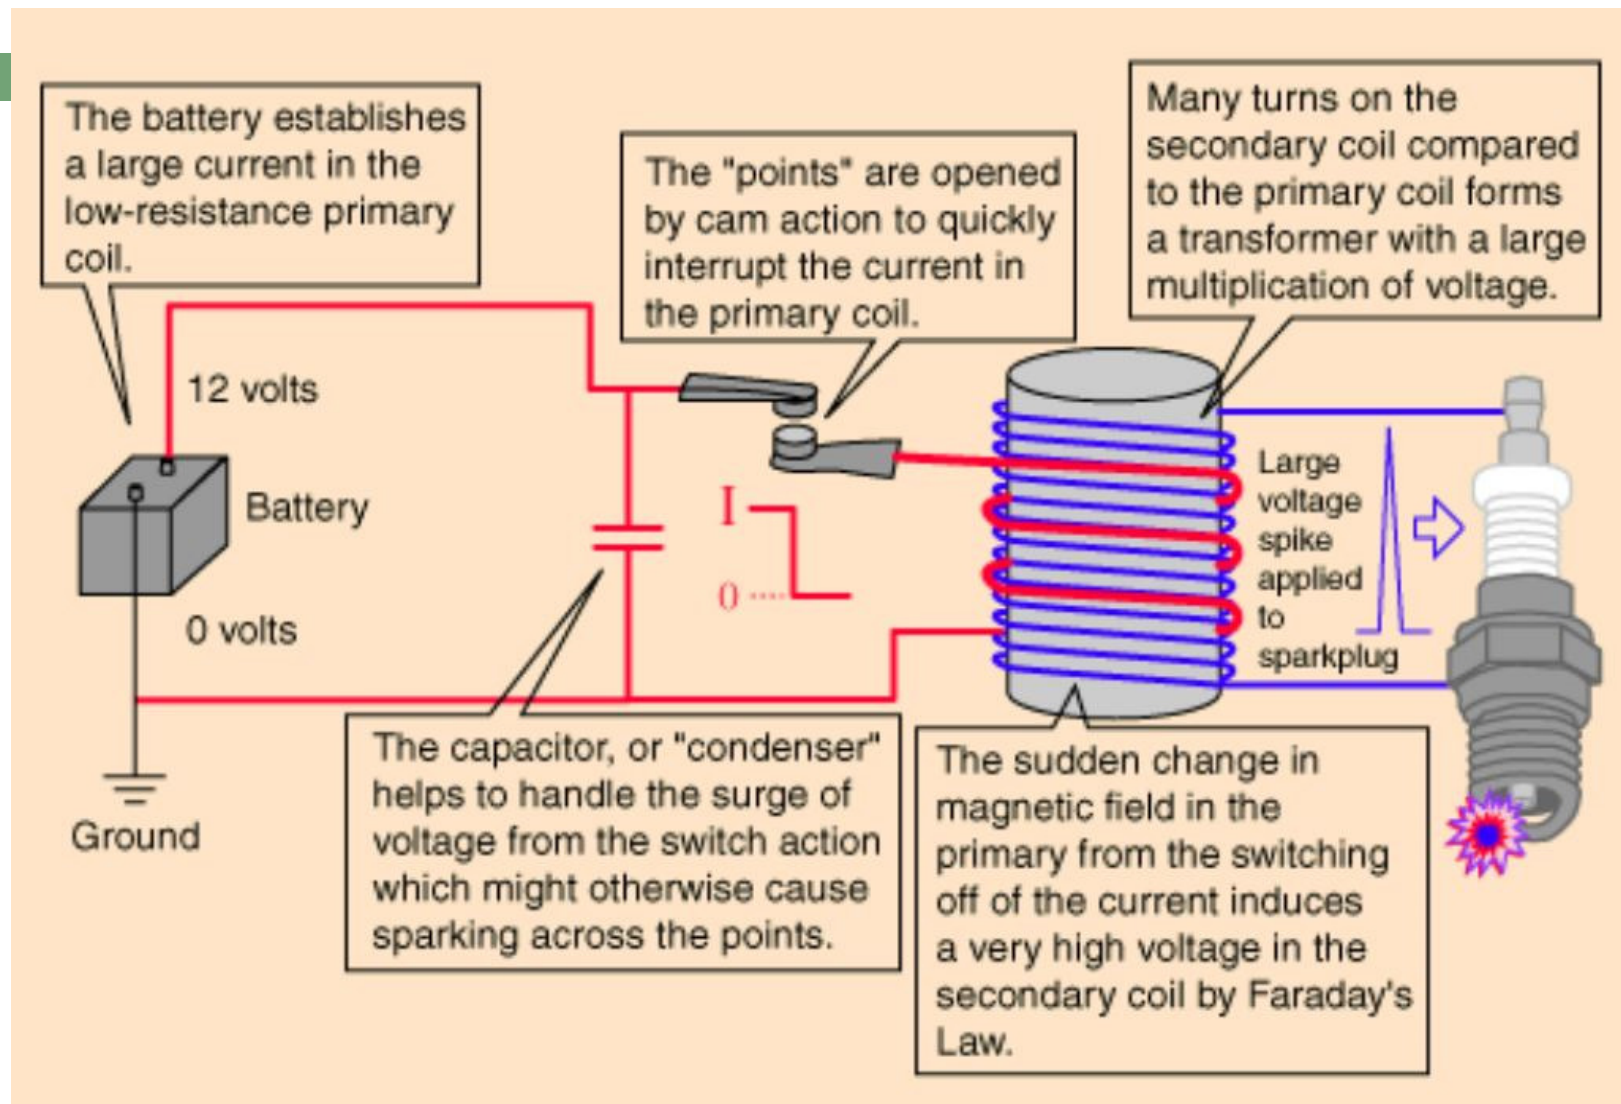 The battery establishes
a large current in the
low-resistance primary
coil.
The "points" are opened
by cam action to quickly
interrupt the current in
the primary coil.
Many turns on the
secondary coil compared
to the primary coil forms
a transformer with a large
multiplication of voltage.
12 volts
Battery
0 volts
Ground
I
0
Large
voltage
spike
applied
to
sparkplug
The capacitor, or "condenser"
helps to handle the surge of
voltage from the switch action
which might otherwise cause
sparking across the points.
The sudden change in
magnetic field in the
primary from the switching
off of the current induces
a very high voltage in the
secondary coil by Faraday's
Law.